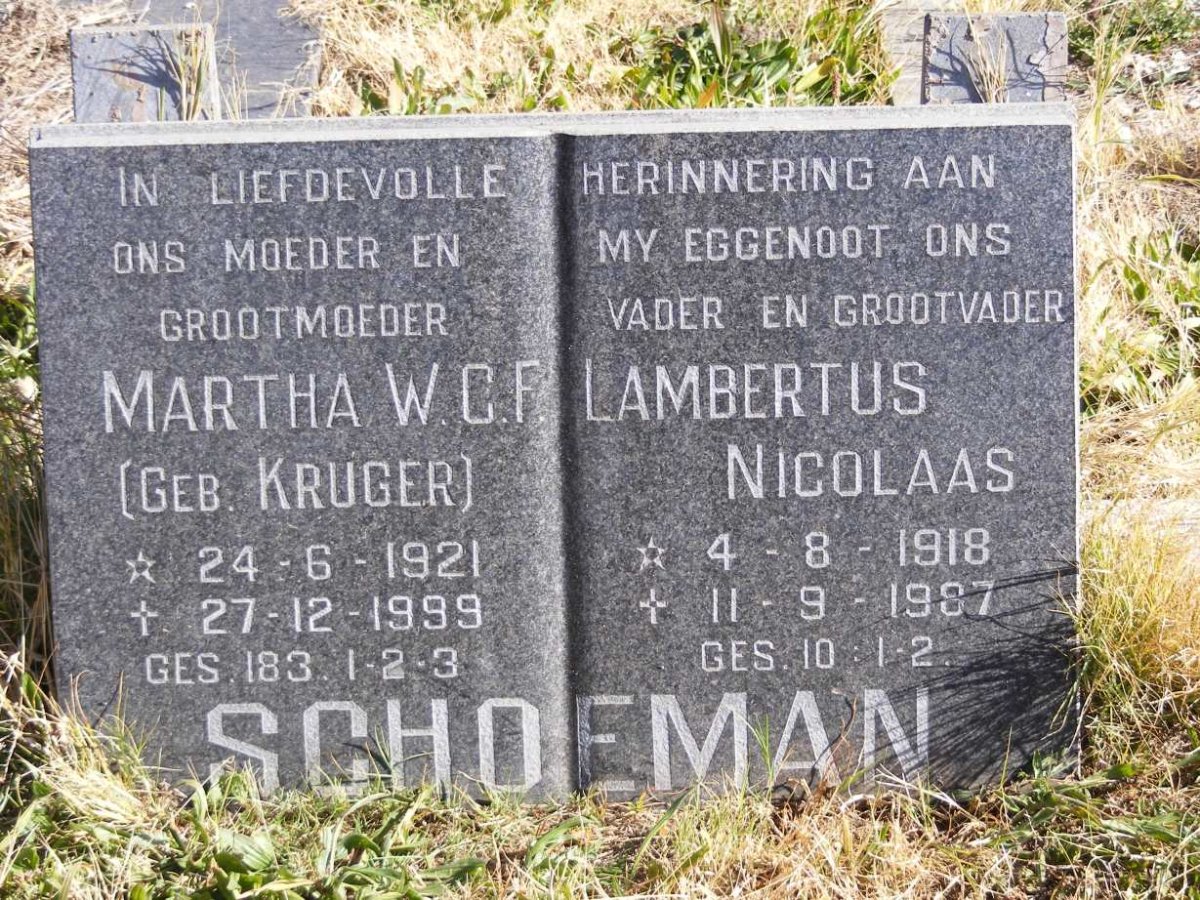 IN LIEFDEVOLLE HERINNERING AAN
ONS MOEDER EN
GROOTMOEDER
MARTHA W.C.F
(GEB. KRUGER)
☆ 24-6-1921
✝ 27-12-1999
GES. 183. 1-2-3
MY EGGENOOT ONS
VADER EN GROOTVADER
LAMBERTUS
NICOLAAS
☆ 4-8-1918
✝ 11-9-1987
GES. 10:1-2.
SCHOEMAN